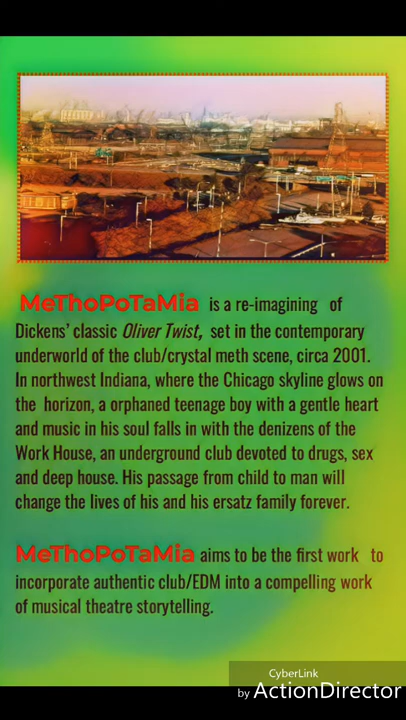 MeThoPoTaMia is a re-imagining of
Dickens' classic Oliver Twist, set in the contemporary
underworld of the club/crystal meth scene, circa 2001.
In northwest Indiana, where the Chicago skyline glows on
the horizon, a orphaned teenage boy with a gentle heart
and music in his soul falls in with the denizens of the
Work House, an underground club devoted to drugs, sex
and deep house. His passage from child to man will
change the lives of his and his ersatz family forever.
MeThoPoTaMia aims to be the first work to
incorporate authentic club/EDM into a compelling work
of musical theatre storytelling.
CyberLink
by ActionDirector